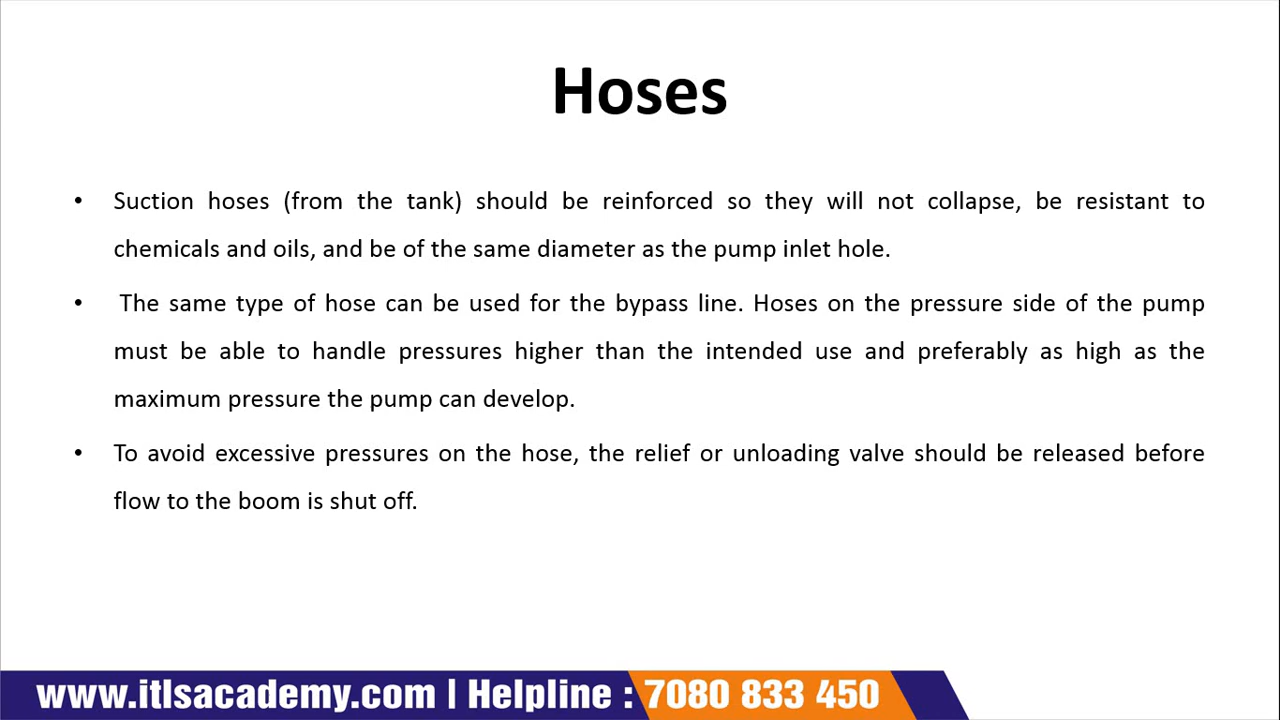 Hoses
• Suction hoses (from the tank) should be reinforced so they will not collapse, be resistant to
chemicals and oils, and be of the same diameter as the pump inlet hole.
• The same type of hose can be used for the bypass line. Hoses on the pressure side of the pump
must be able to handle pressures higher than the intended use and preferably as high as the
maximum pressure the pump can develop.
• To avoid excessive pressures on the hose, the relief or unloading valve should be released before
flow to the boom is shut off.
www.itlsacademy.com | Helpline : 7080 833 450